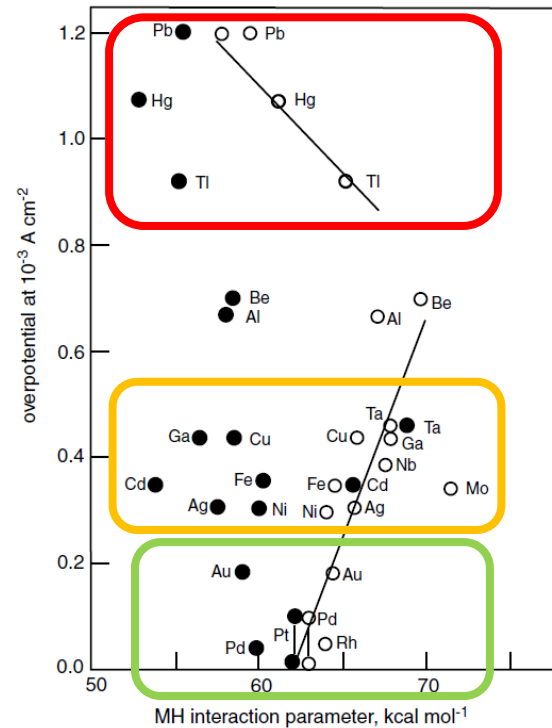 1.2
Pb
Pb
Hg
Hg
1.0
Tl
Tl
0.8
Be
Be
Al
Al
0.6
overpotential at 10⁻³ A cm⁻²
Ta
Ta
Ga
Cu
Cu
Ga
0.4
Nb
Cd
Fe
Fe
Cd
Mo
Ag
Ni
Ni
Ag
0.2
Au
Au
Pt
Pd
Pd
Rh
0.0
50
60
70
MH interaction parameter, kcal mol⁻¹